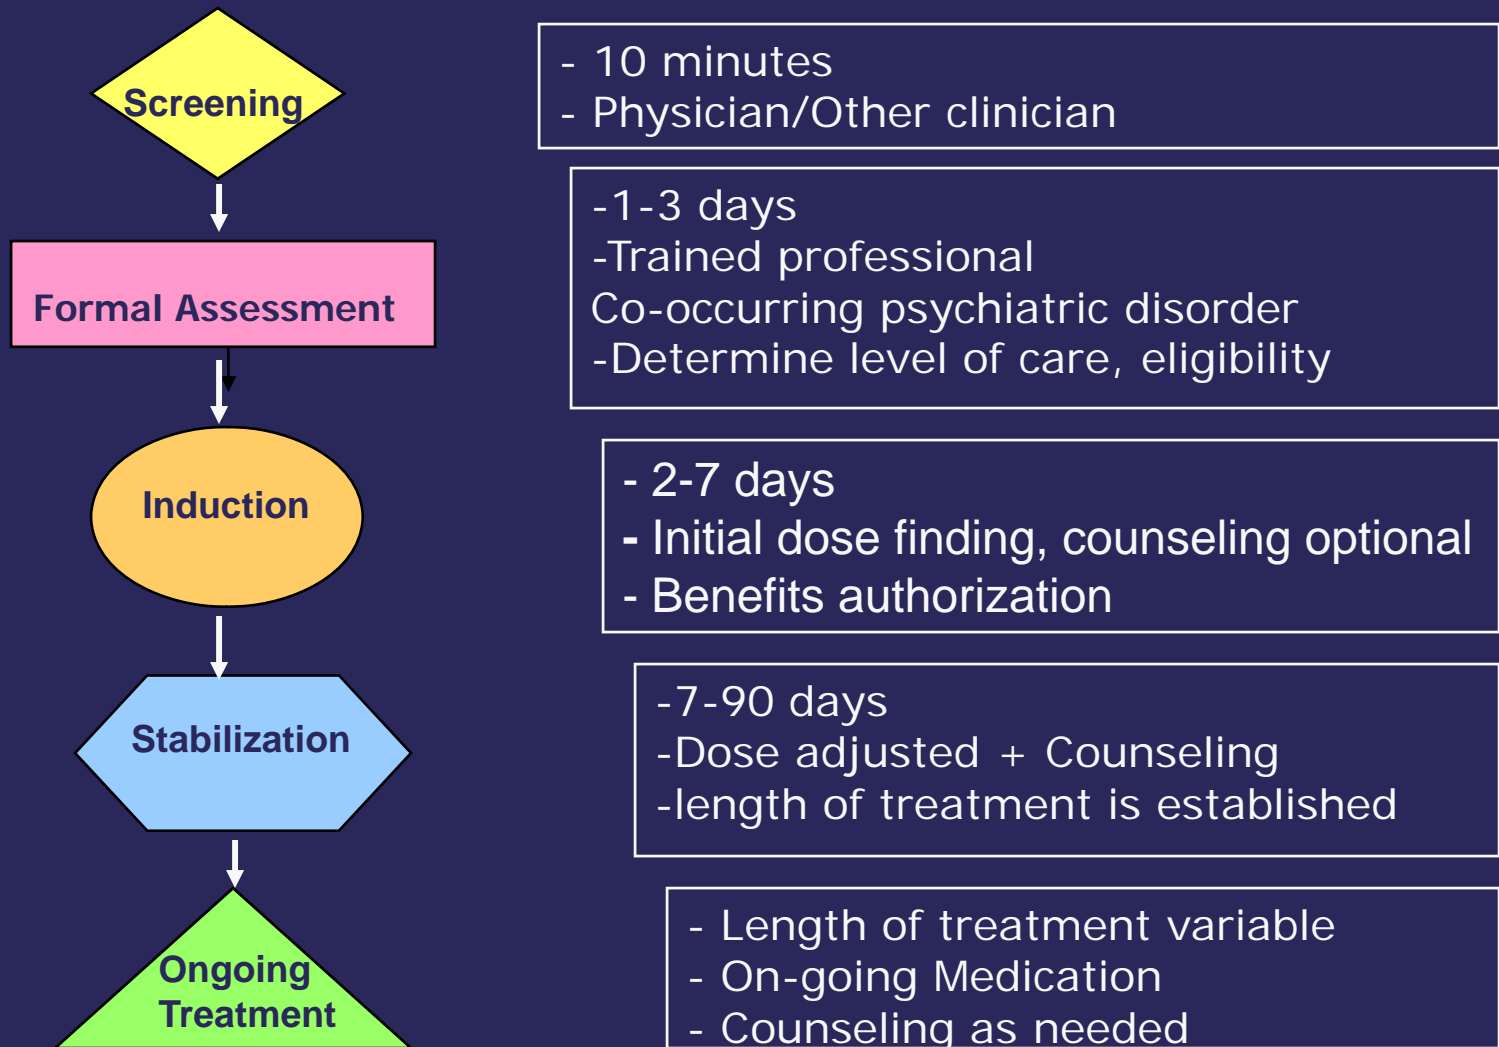 Screening
- 10 minutes
- Physician/Other clinician
Formal Assessment
-1-3 days
-Trained professional
Co-occurring psychiatric disorder
-Determine level of care, eligibility
Induction
- 2-7 days
- Initial dose finding, counseling optional
- Benefits authorization
Stabilization
-7-90 days
-Dose adjusted + Counseling
-length of treatment is established
Ongoing
Treatment
- Length of treatment variable
- On-going Medication
- Counseling as needed